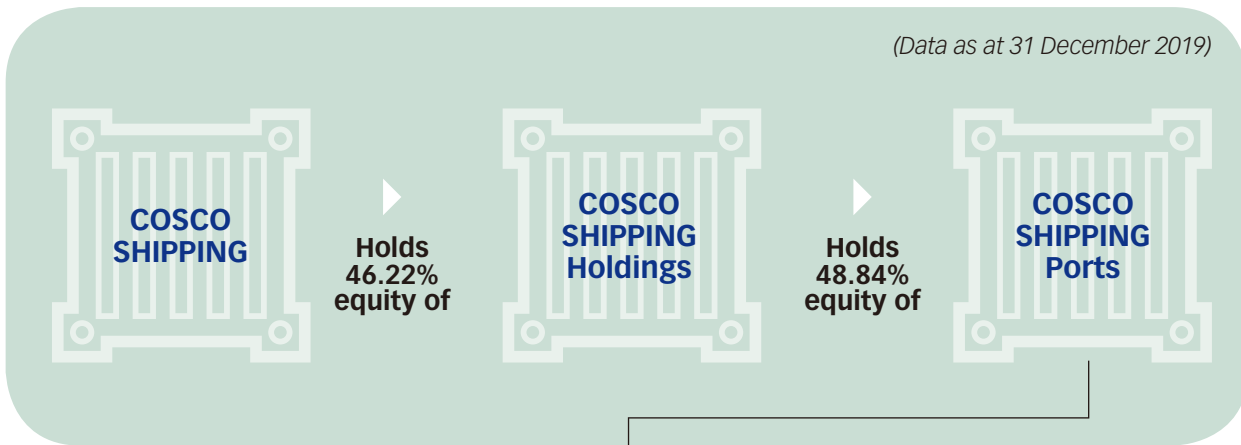 (Data as at 31 December 2019)
COSCO
SHIPPING
Holds
46.22%
equity of
COSCO
SHIPPING
Holdings
Holds
48.84%
equity of
COSCO
SHIPPING
Ports